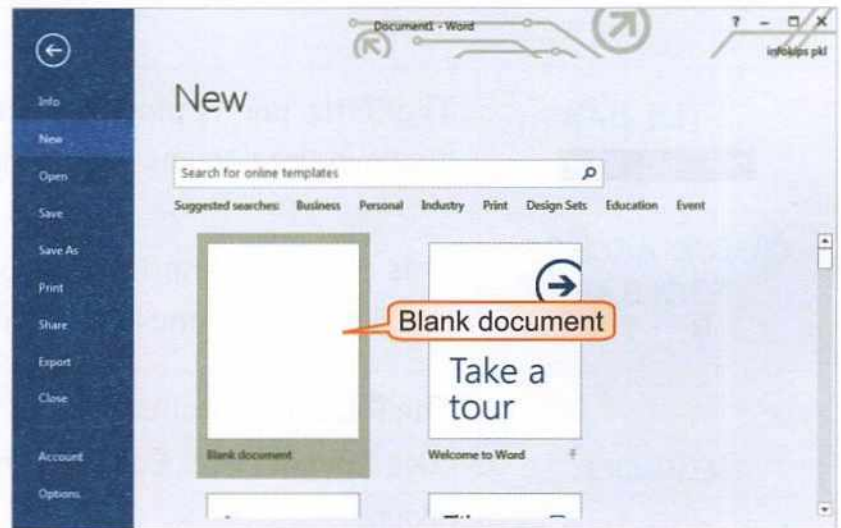 Document1 - Word
? 
infokips pkl
Info
New
Open
Save
Save As
Print
Share
Export
Close
Account
Options
New
Search for online templates
Suggested searches: Business Personal Industry Print Design Sets Education Event
Blank document
Take a
tour
Blank document
Welcome to Word